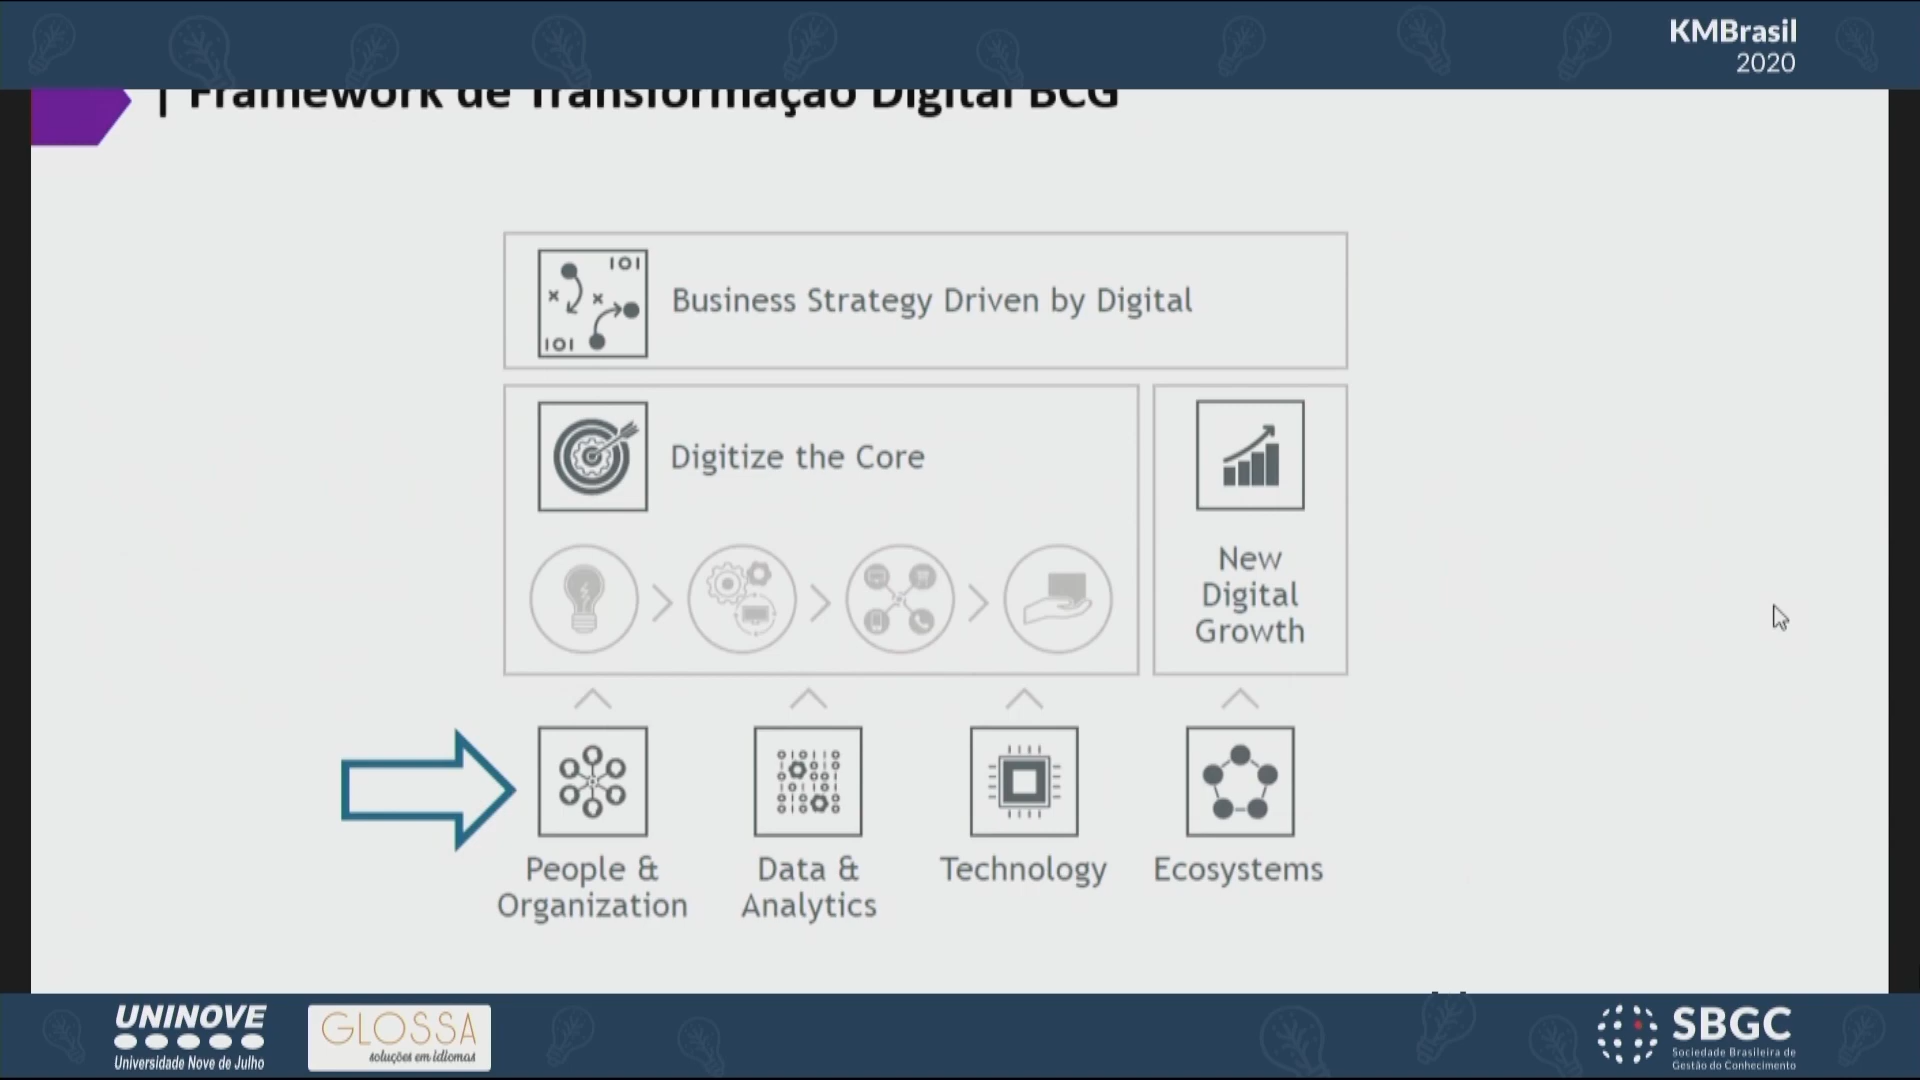 KMBrasil
2020
| Framework de Transformação Digital BCG
101
101
Business Strategy Driven by Digital
Digitize the Core
New
Digital
Growth
People &
Organization
Data &
Analytics
Technology
Ecosystems
UNINOVE
Universidade Nove de Julho
GLOSSA
soluções em idiomas
SBGC
Sociedade Brasileira de
Gestão do Conhecimento